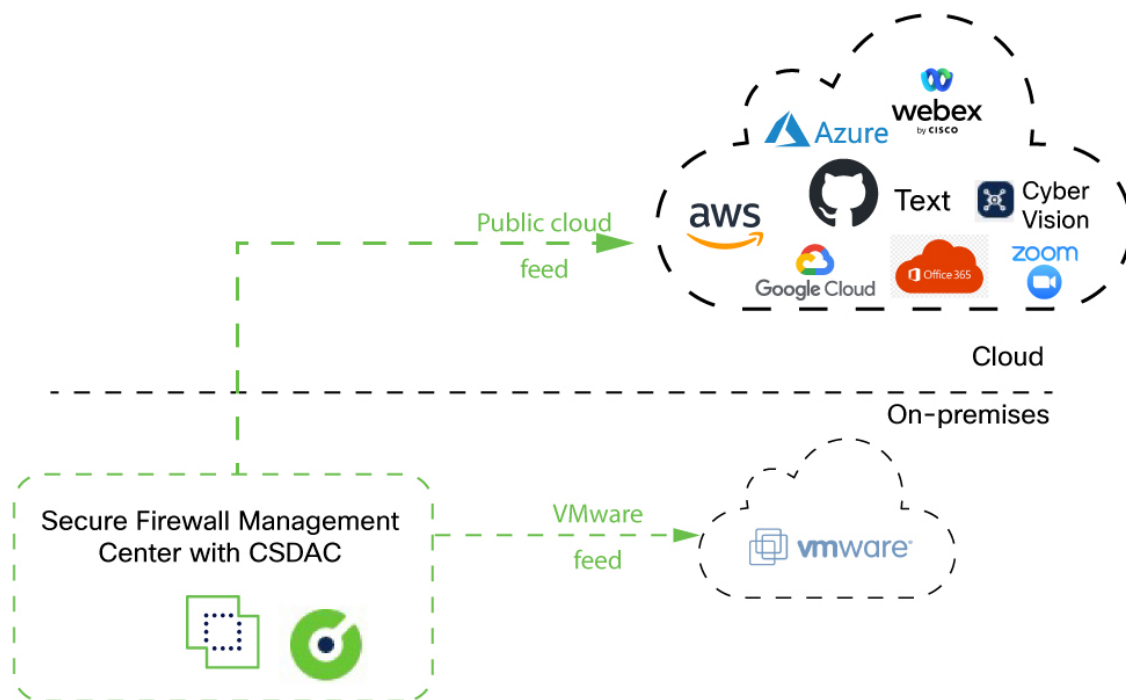 webex
by CISCO
Azure
aws
Text
Cyber
Vision
Public cloud
feed
Google Cloud
Office 365
zoom
Cloud
On-premises
Secure Firewall Management
Center with CSDAC
VMware
feed
vmware®